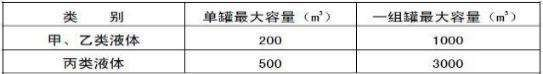 类 别 单罐最大容量（m³） 一组罐最大容量（m³）
甲、乙类液体 200 1000
丙类液体 500 3000